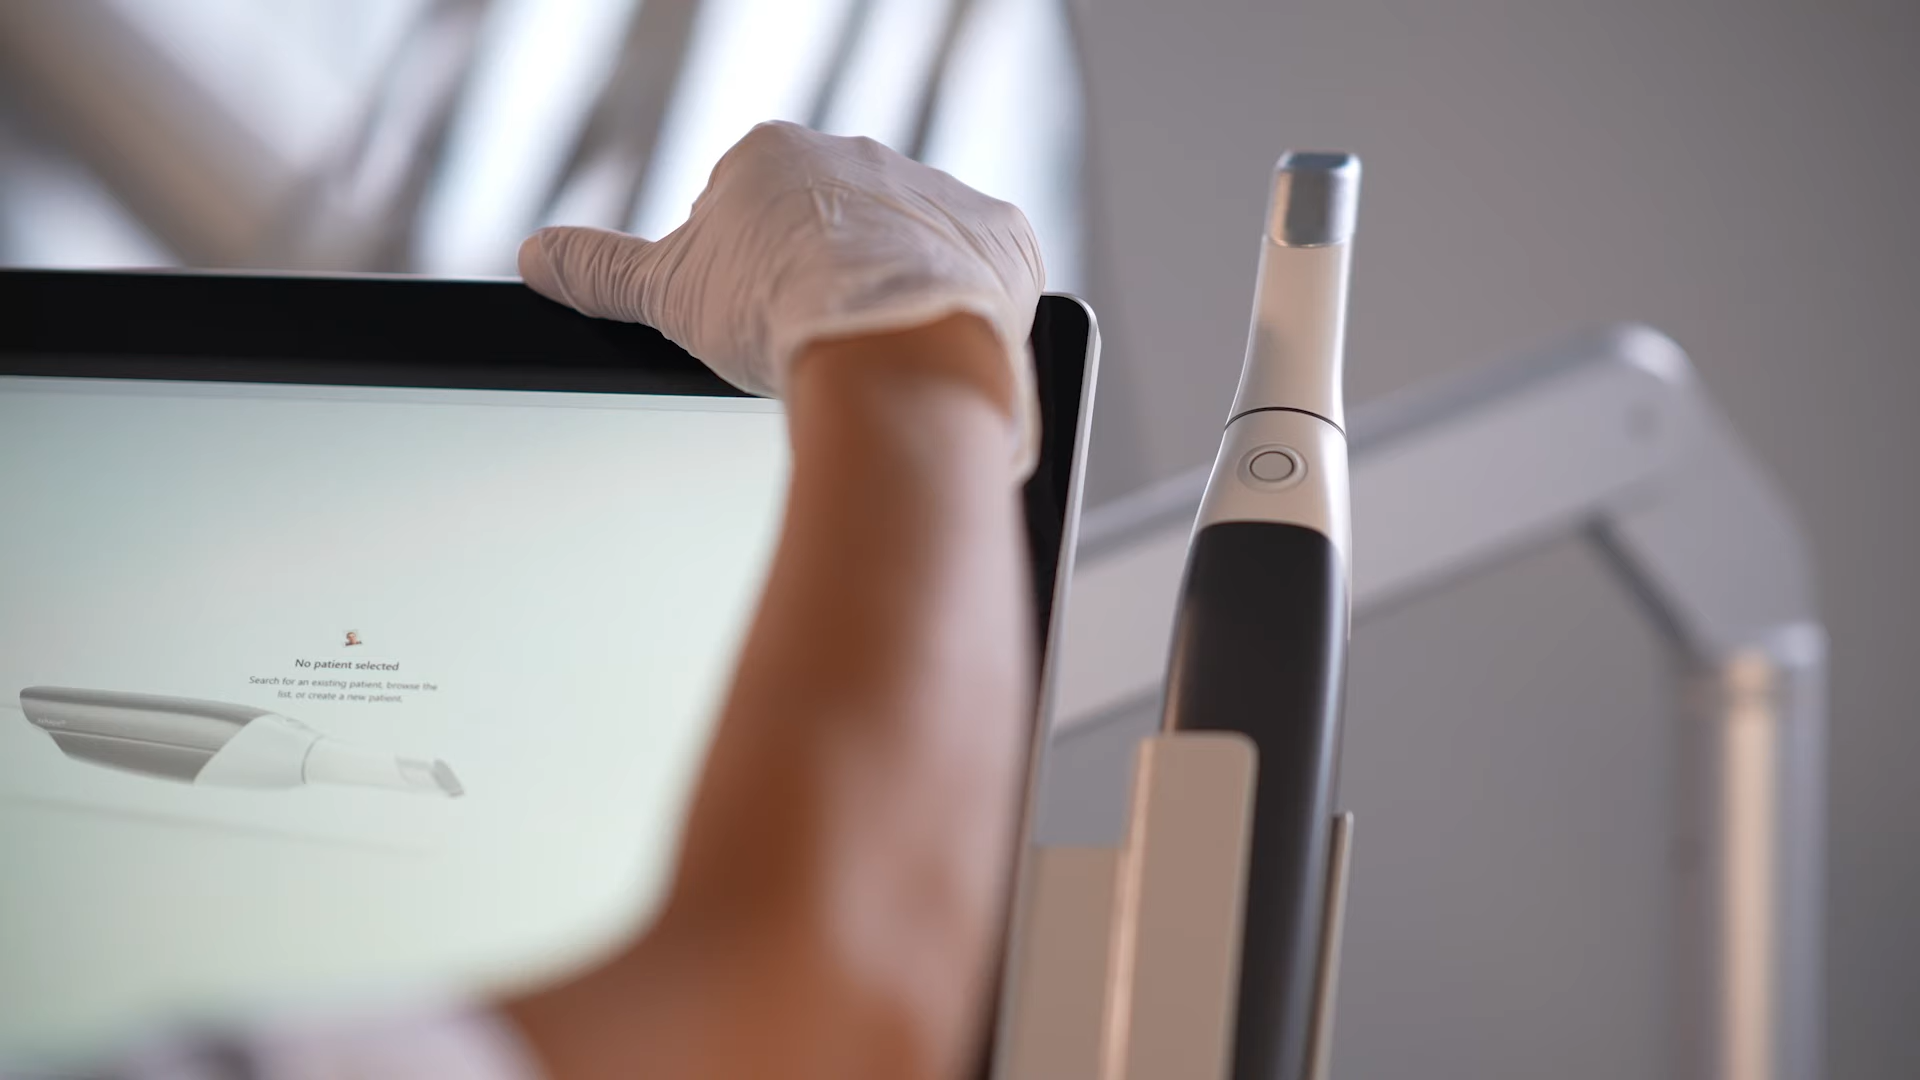 No patient selected
Search for an existing patient, browse the
list, or create a new patient.